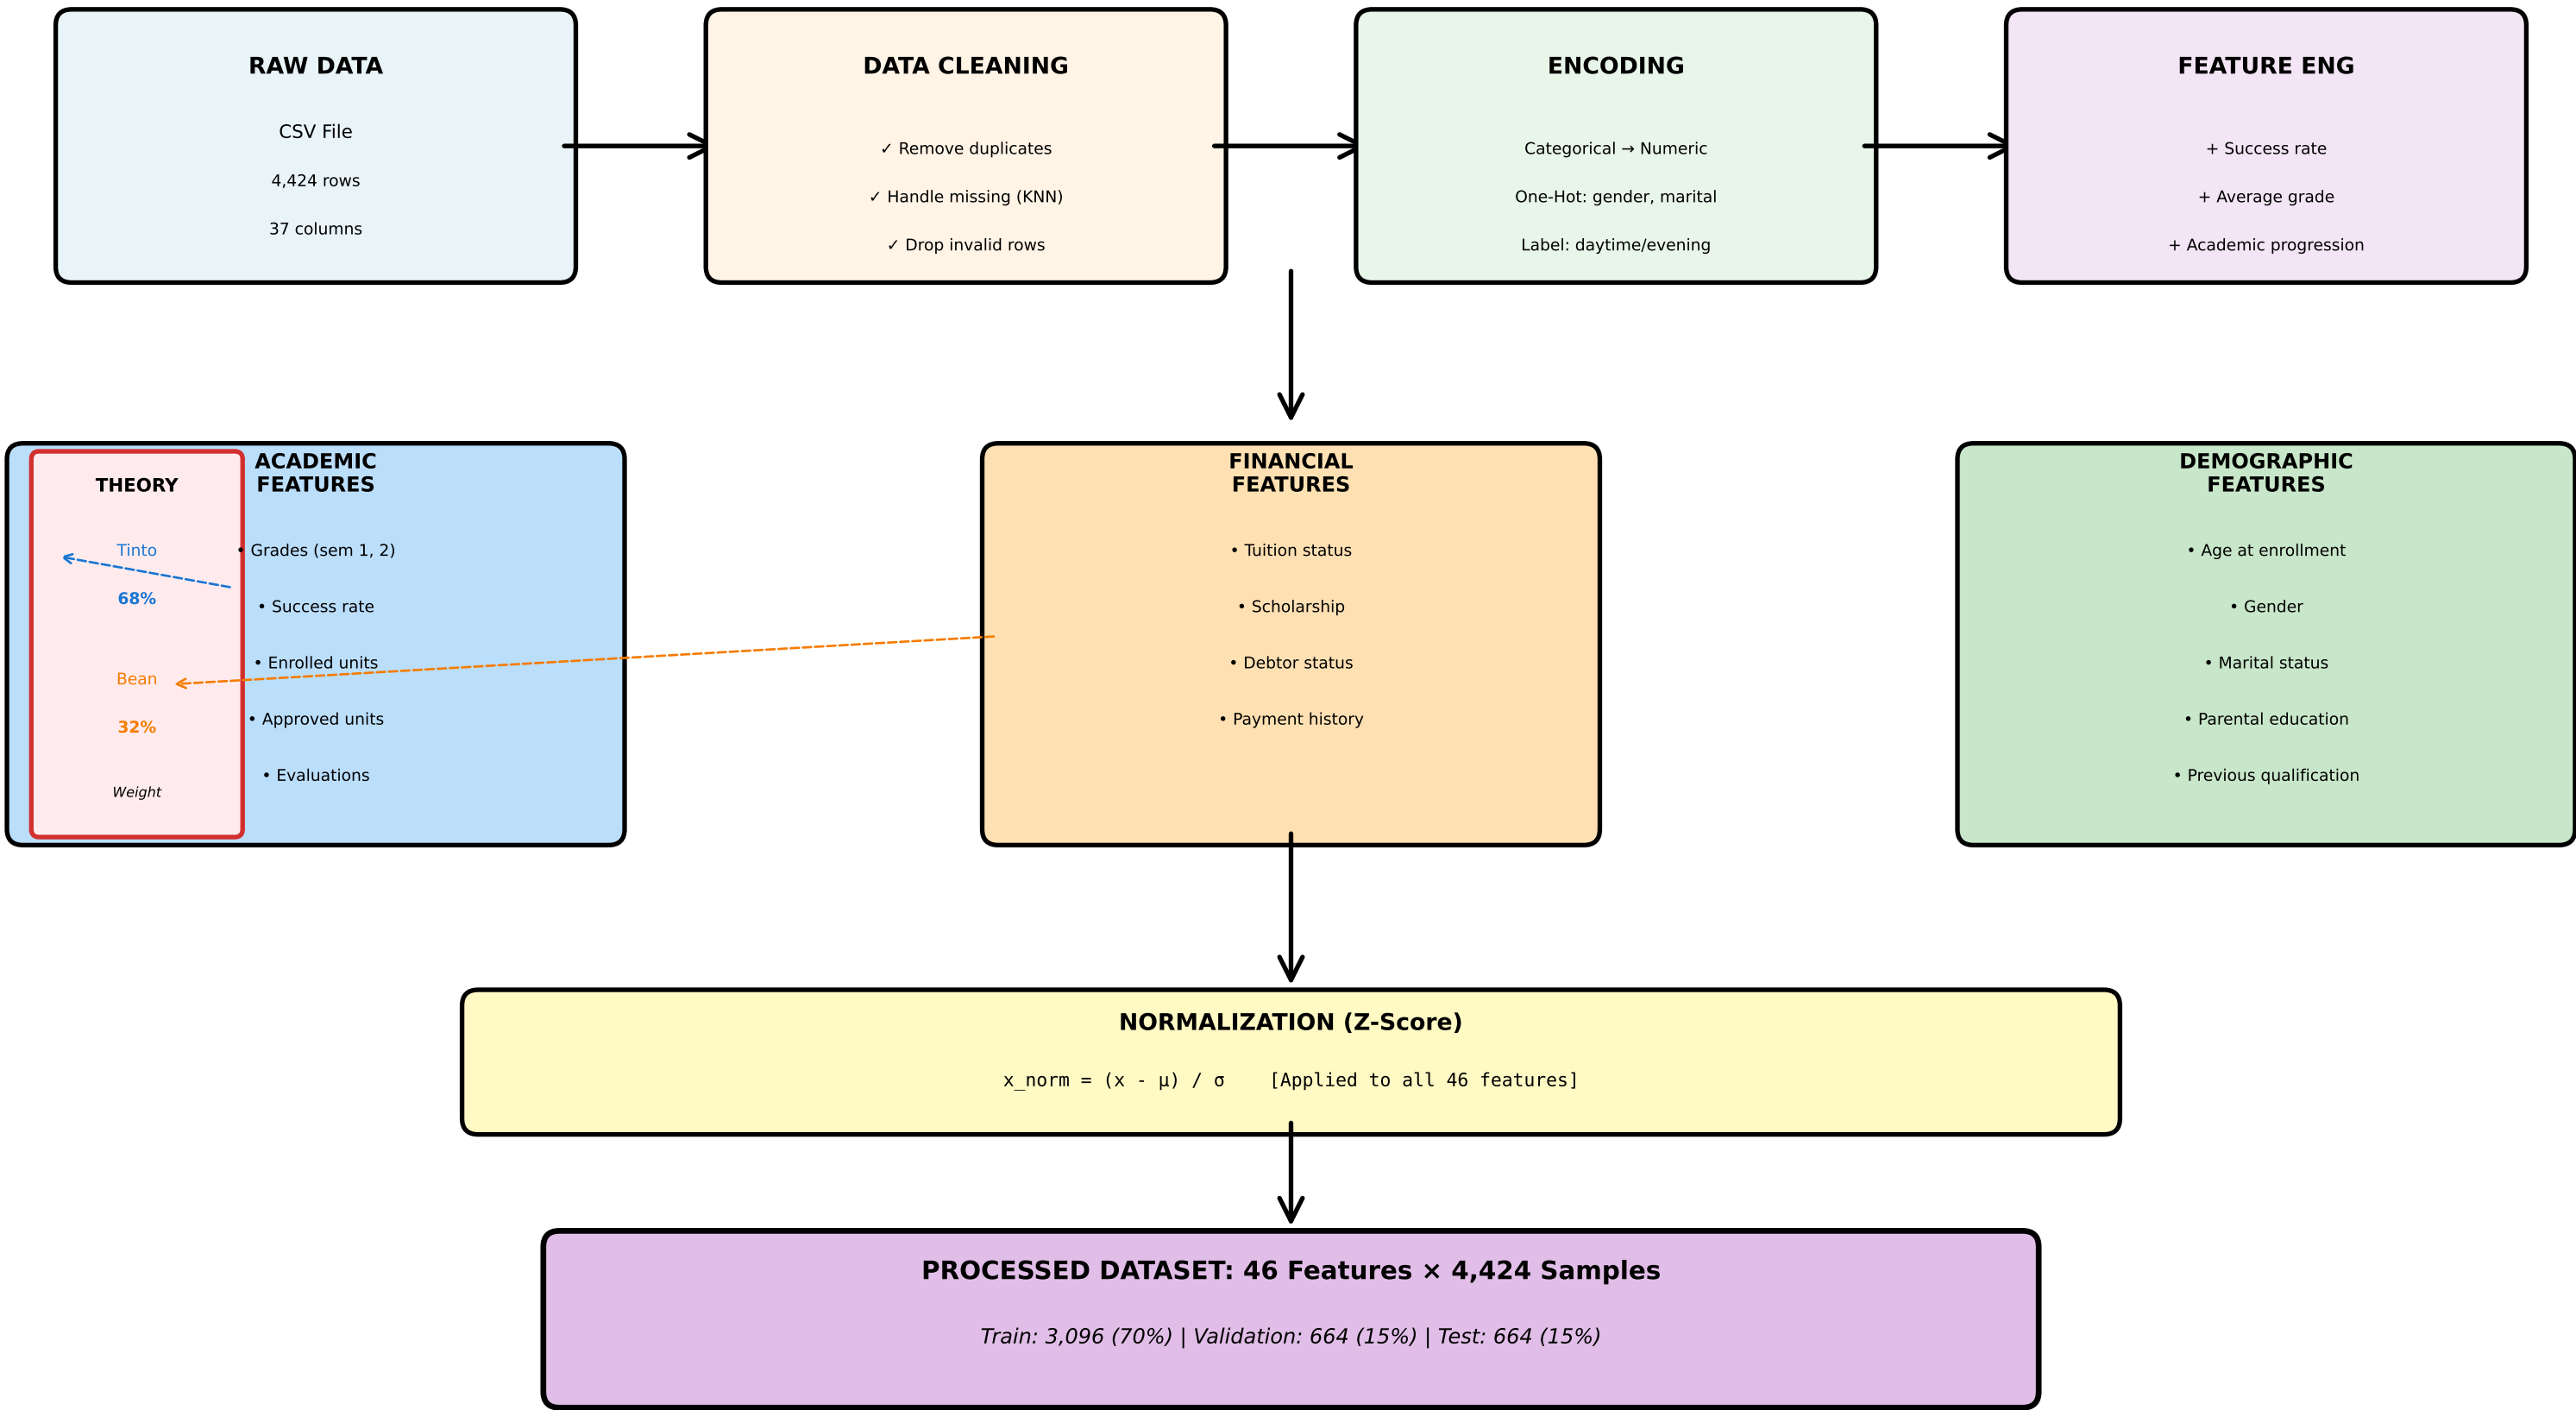 RAW DATA
CSV File
4,424 rows
37 columns
DATA CLEANING
✓ Remove duplicates
✓ Handle missing (KNN)
✓ Drop invalid rows
ENCODING
Categorical → Numeric
One-Hot: gender, marital
Label: daytime/evening
FEATURE ENG
+ Success rate
+ Average grade
+ Academic progression
THEORY
Tinto
68%
Bean
32%
Weight
ACADEMIC
FEATURES
• Grades (sem 1, 2)
• Success rate
• Enrolled units
• Approved units
• Evaluations
FINANCIAL
FEATURES
• Tuition status
• Scholarship
• Debtor status
• Payment history
DEMOGRAPHIC
FEATURES
• Age at enrollment
• Gender
• Marital status
• Parental education
• Previous qualification
NORMALIZATION (Z-Score)
x_norm = (x - μ) / σ    [Applied to all 46 features]
PROCESSED DATASET: 46 Features × 4,424 Samples
Train: 3,096 (70%) | Validation: 664 (15%) | Test: 664 (15%)